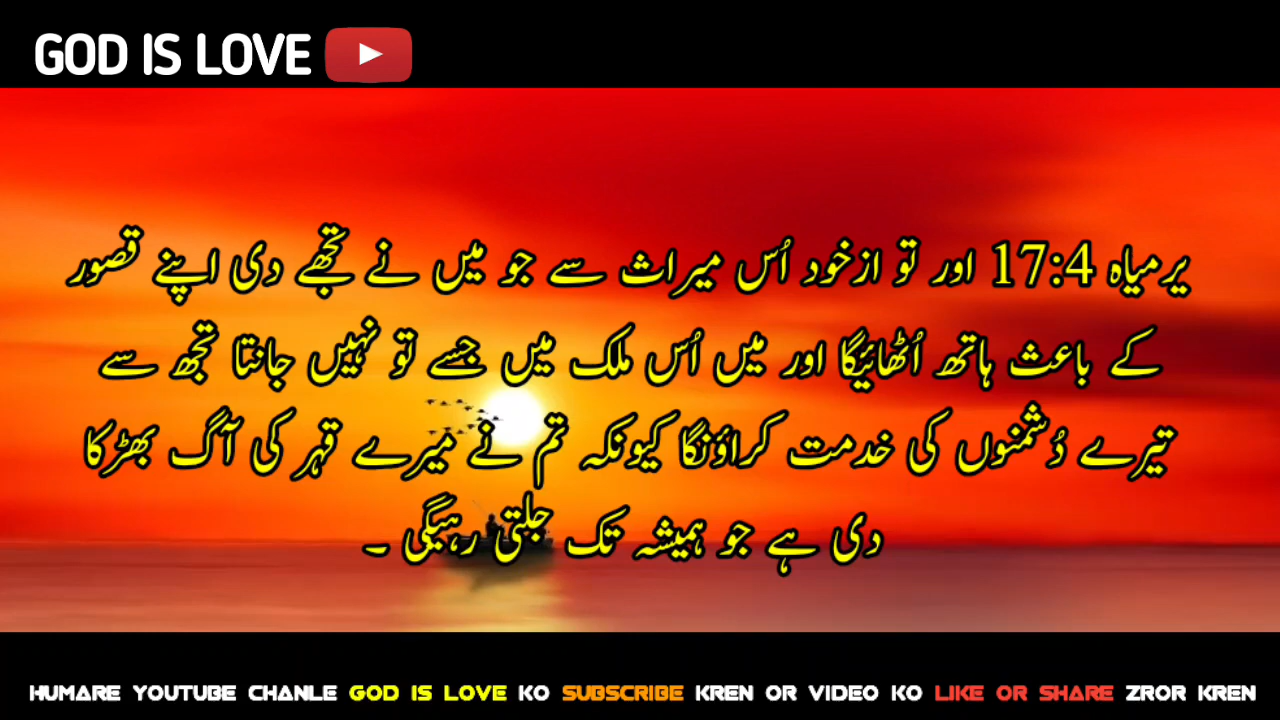 GOD IS LOVE
یرمیاہ 17:4 اور تو ازخود اُس میراث سے جو میں نے تجھے دی اپنے قصور
کے باعث ہاتھ اُٹھائیگا اور میں اُس ملک میں جسے تو نہیں جانتا تجھ سے
تیرے دُشمنوں کی خدمت کراؤنگا کیونکہ تم نے میرے قہر کی آگ بھڑکا
دی ہے جو ہمیشہ تک جلتی رہیگی ۔
HUMARE YOUTUBE CHANLE GOD IS LOVE KO SUBSCRIBE KREN OR VIDEO KO LIKE OR SHARE ZROR KREN